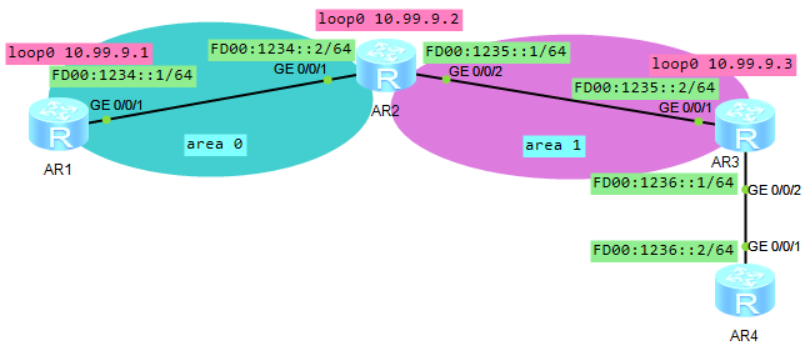 loop0 10.99.9.2
loop0 10.99.9.1
FD00:1234::2/64
FD00:1235::1/64
loop0 10.99.9.3
FD00:1234::1/64
GE 0/0/1
R
GE 0/0/2
FD00:1235::2/64
GE 0/0/1
AR2
GE 0/0/1
R
area 0
area 1
R
AR1
AR3
FD00:1236::1/64
GE 0/0/2
FD00:1236::2/64
GE 0/0/1
R
AR4